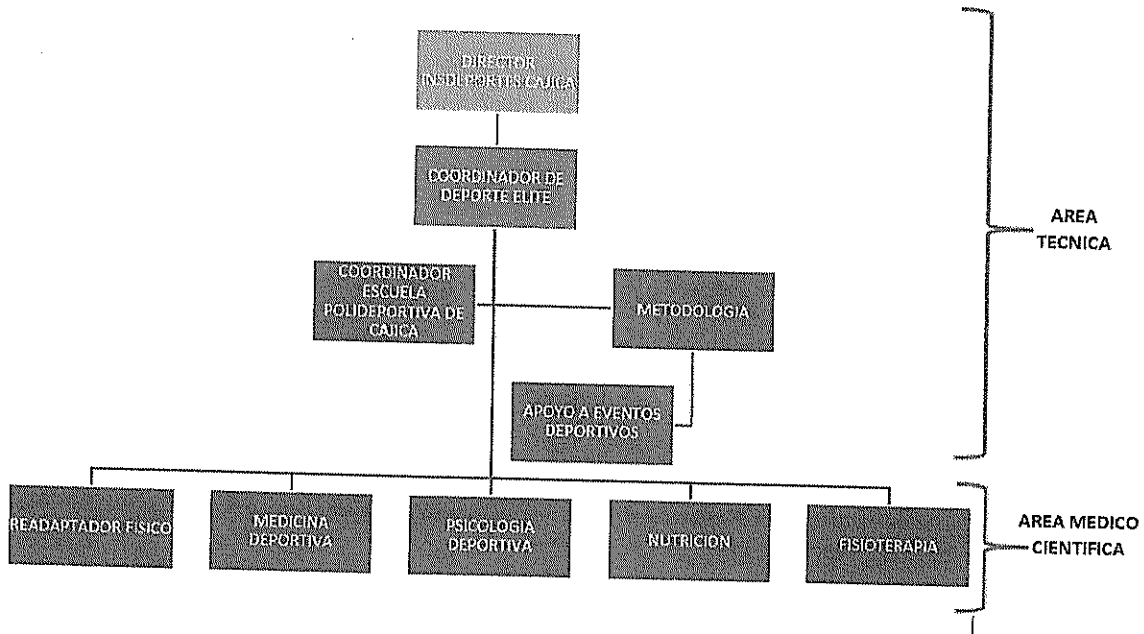 DIRECTOR
INSDEPORTES CAJICA
COORDINADOR DE
DEPORTE ELITE
AREA
TECNICA
COORDINADOR
ESCUELA
POLIDEPORTIVA DE
CAJICA
METODOLOGIA
APOYO A EVENTOS
DEPORTIVOS
READAPTADOR FISICO
MEDICINA
DEPORTIVA
PSICOLOGIA
DEPORTIVA
NUTRICION
FISIOTERAPIA
AREA MEDICO
CIENTIFICA